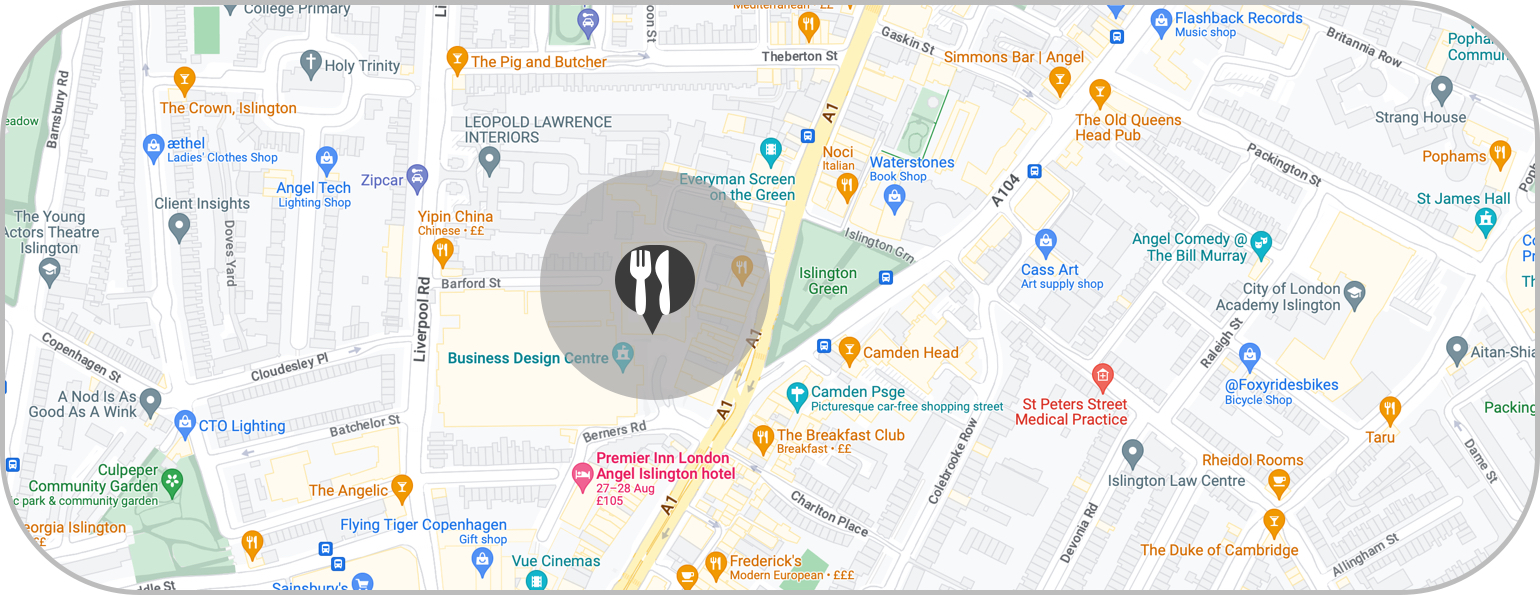 College Primary
Mediterranean · ££
Theberton St
Gaskin St
Flashback Records
Music shop
Britannia Row
Simmons Bar | Angel
Holy Trinity
The Pig and Butcher
Barnsbury Rd
The Crown, Islington
A1
Strang House
LEOPOLD LAWRENCE
INTERIORS
The Old Queens
Head Pub
æthel
Ladies' Clothes Shop
Noci
Italian
Waterstones
Book Shop
Packington St
Pophams
Angel Tech
Lighting Shop
Zipcar
Everyman Screen
on the Green
A104
St James Hall
Client Insights
The Young
Actors Theatre
Islington
Doves Yard
Yipin China
Chinese · ££
Islington Grn
Angel Comedy @
The Bill Murray
Cass Art
Art supply shop
Islington
Green
Barford St
City of London
Academy Islington
Liverpool Rd
A1
Raleigh St
Copenhagen St
Cloudesley Pl
Business Design Centre
Camden Head
Aitan-Shia
@Foxyridesbikes
Bicycle Shop
Camden Psge
Picturesque car-free shopping street
St Peters Street
Medical Practice
A Nod Is As
Good As A Wink
A1
CTO Lighting
Batchelor St
Berners Rd
The Breakfast Club
Breakfast · ££
Colebrooke Row
Taru
Packing
Dame St
Premier Inn London
Angel Islington hotel
27–28 Aug
£105
Rheidol Rooms
Islington Law Centre
Culpeper
Community Garden
c park & community garden
The Angelic
A1
Charlton Place
Devonia Rd
eorgia Islington
££
Flying Tiger Copenhagen
Gift shop
The Duke of Cambridge
Allingham St
Vue Cinemas
Frederick's
Modern European · £££
Sainsbury's